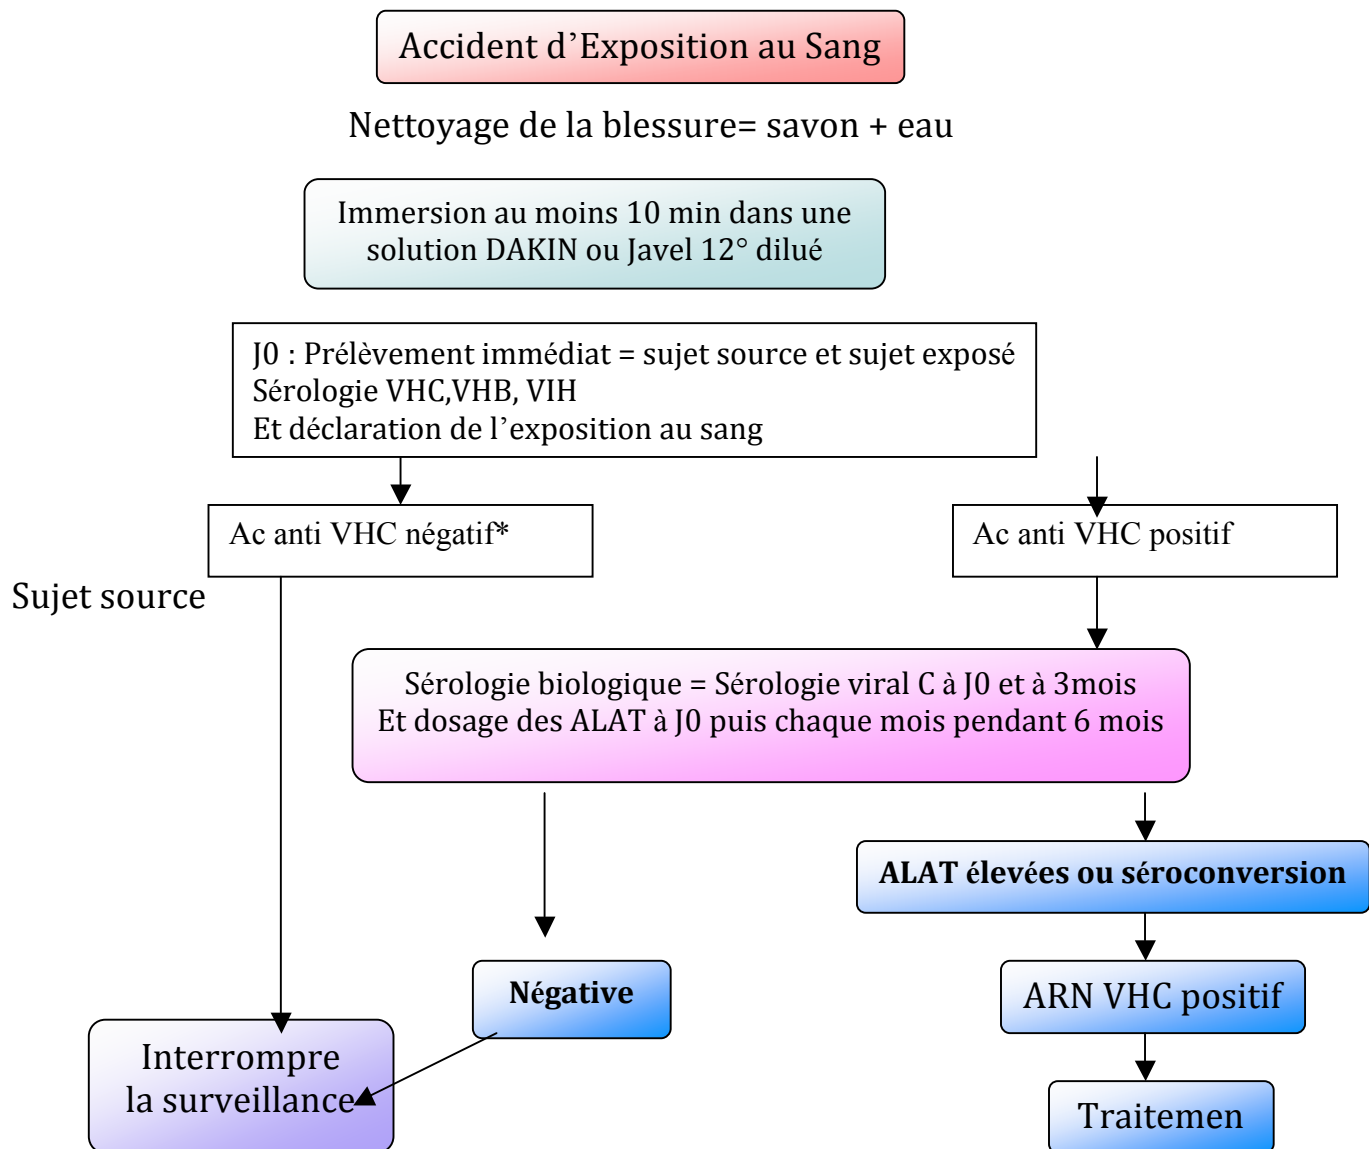 Accident d’Exposition au Sang
Nettoyage de la blessure= savon + eau
Immersion au moins 10 min dans une
solution DAKIN ou Javel 12° dilué
J0 : Prélèvement immédiat = sujet source et sujet exposé
Sérologie VHC,VHB, VIH
Et déclaration de l’exposition au sang
Ac anti VHC négatif*
Ac anti VHC positif
Sujet source
Sérologie biologique = Sérologie viral C à J0 et à 3mois
Et dosage des ALAT à J0 puis chaque mois pendant 6 mois
ALAT élevées ou séroconversion
Négative
ARN VHC positif
Interrompre
la surveillance
Traitemen